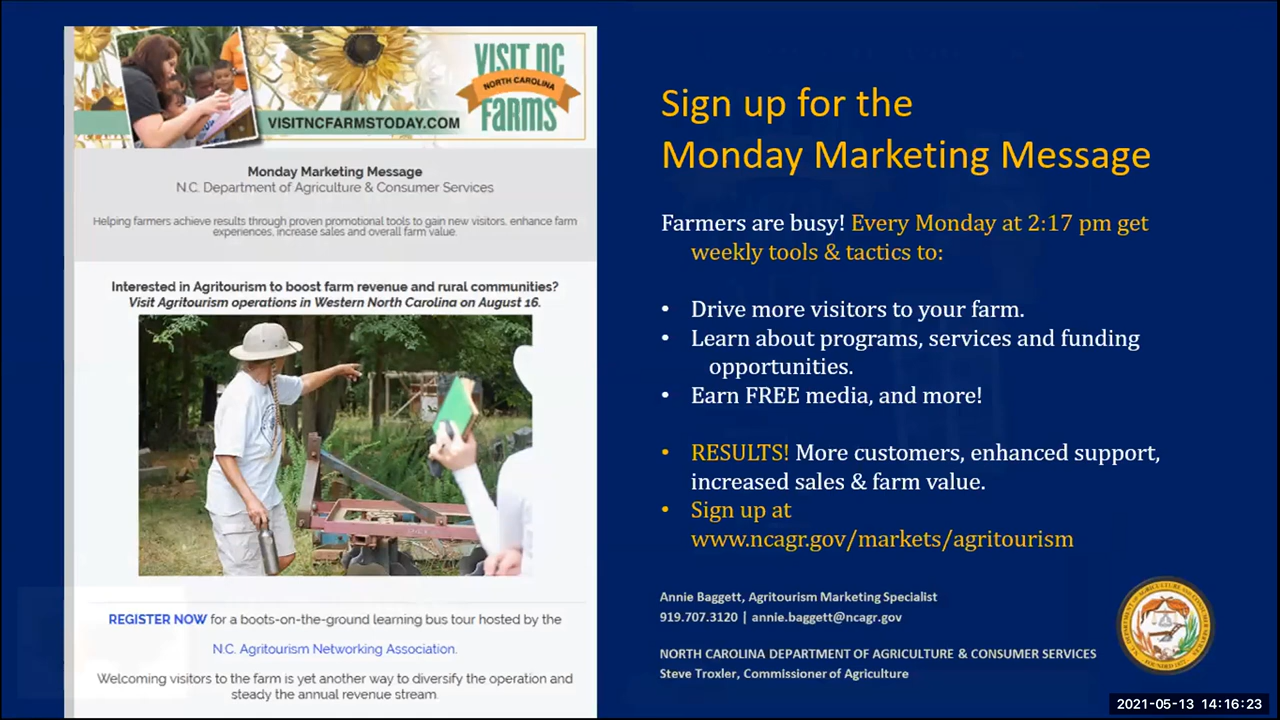 VISIT NC
NORTH CAROLINA
FARMS
VISITNCFARMSTODAY.COM
Monday Marketing Message
N.C. Department of Agriculture & Consumer Services
Helping farmers achieve results through proven promotional tools to gain new visitors, enhance farm
experiences, increase sales and overall farm value.
Interested in Agritourism to boost farm revenue and rural communities?
Visit Agritourism operations in Western North Carolina on August 16.
REGISTER NOW for a boots-on-the-ground learning bus tour hosted by the
N.C. Agritourism Networking Association.
Welcoming visitors to the farm is yet another way to diversify the operation and
steady the annual revenue stream.
Sign up for the
Monday Marketing Message
Farmers are busy! Every Monday at 2:17 pm get
weekly tools & tactics to:
• Drive more visitors to your farm.
• Learn about programs, services and funding
opportunities.
• Earn FREE media, and more!
• RESULTS! More customers, enhanced support,
increased sales & farm value.
• Sign up at
www.ncagr.gov/markets/agritourism
Annie Baggett, Agritourism Marketing Specialist
919.707.3120 | annie.baggett@ncagr.gov
NORTH CAROLINA DEPARTMENT OF AGRICULTURE & CONSUMER SERVICES
Steve Troxler, Commissioner of Agriculture
2021-05-13 14:16:23